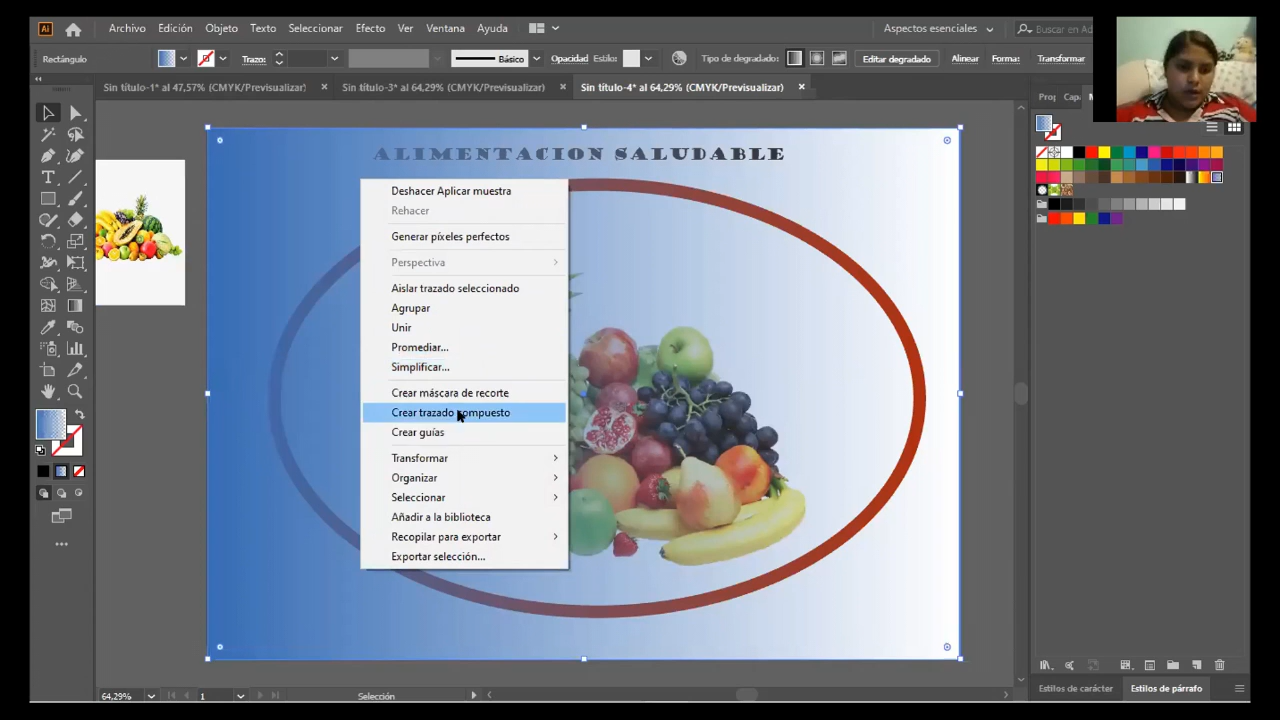 Ai
Archivo Edición Objeto Texto Seleccionar Efecto Ver Ventana Ayuda Aspectos esenciales Buscar en Ad
Rectángulo Trazo: Básico Opacidad Estilo: Tipo de degradado: Editar degradado Alinear Forma: Transformar
Sin título-1* al 47,57% (CMYK/Previsualizar) × Sin título-3* al 64,29% (CMYK/Previsualizar) × Sin título-4* al 64,29% (CMYK/Previsualizar) ×
Pro Cap
ALIMENTACION SALUDABLE
Deshacer Aplicar muestra
Rehacer
Generar píxeles perfectos
Perspectiva
Aislar trazado seleccionado
Agrupar
Unir
Promediar...
Simplificar...
Crear máscara de recorte
Crear trazado compuesto
Crear guías
Transformar
Organizar
Seleccionar
Añadir a la biblioteca
Recopilar para exportar
Exportar selección...
Estilos de carácter Estilos de párrafo
64,29% 1 Selección